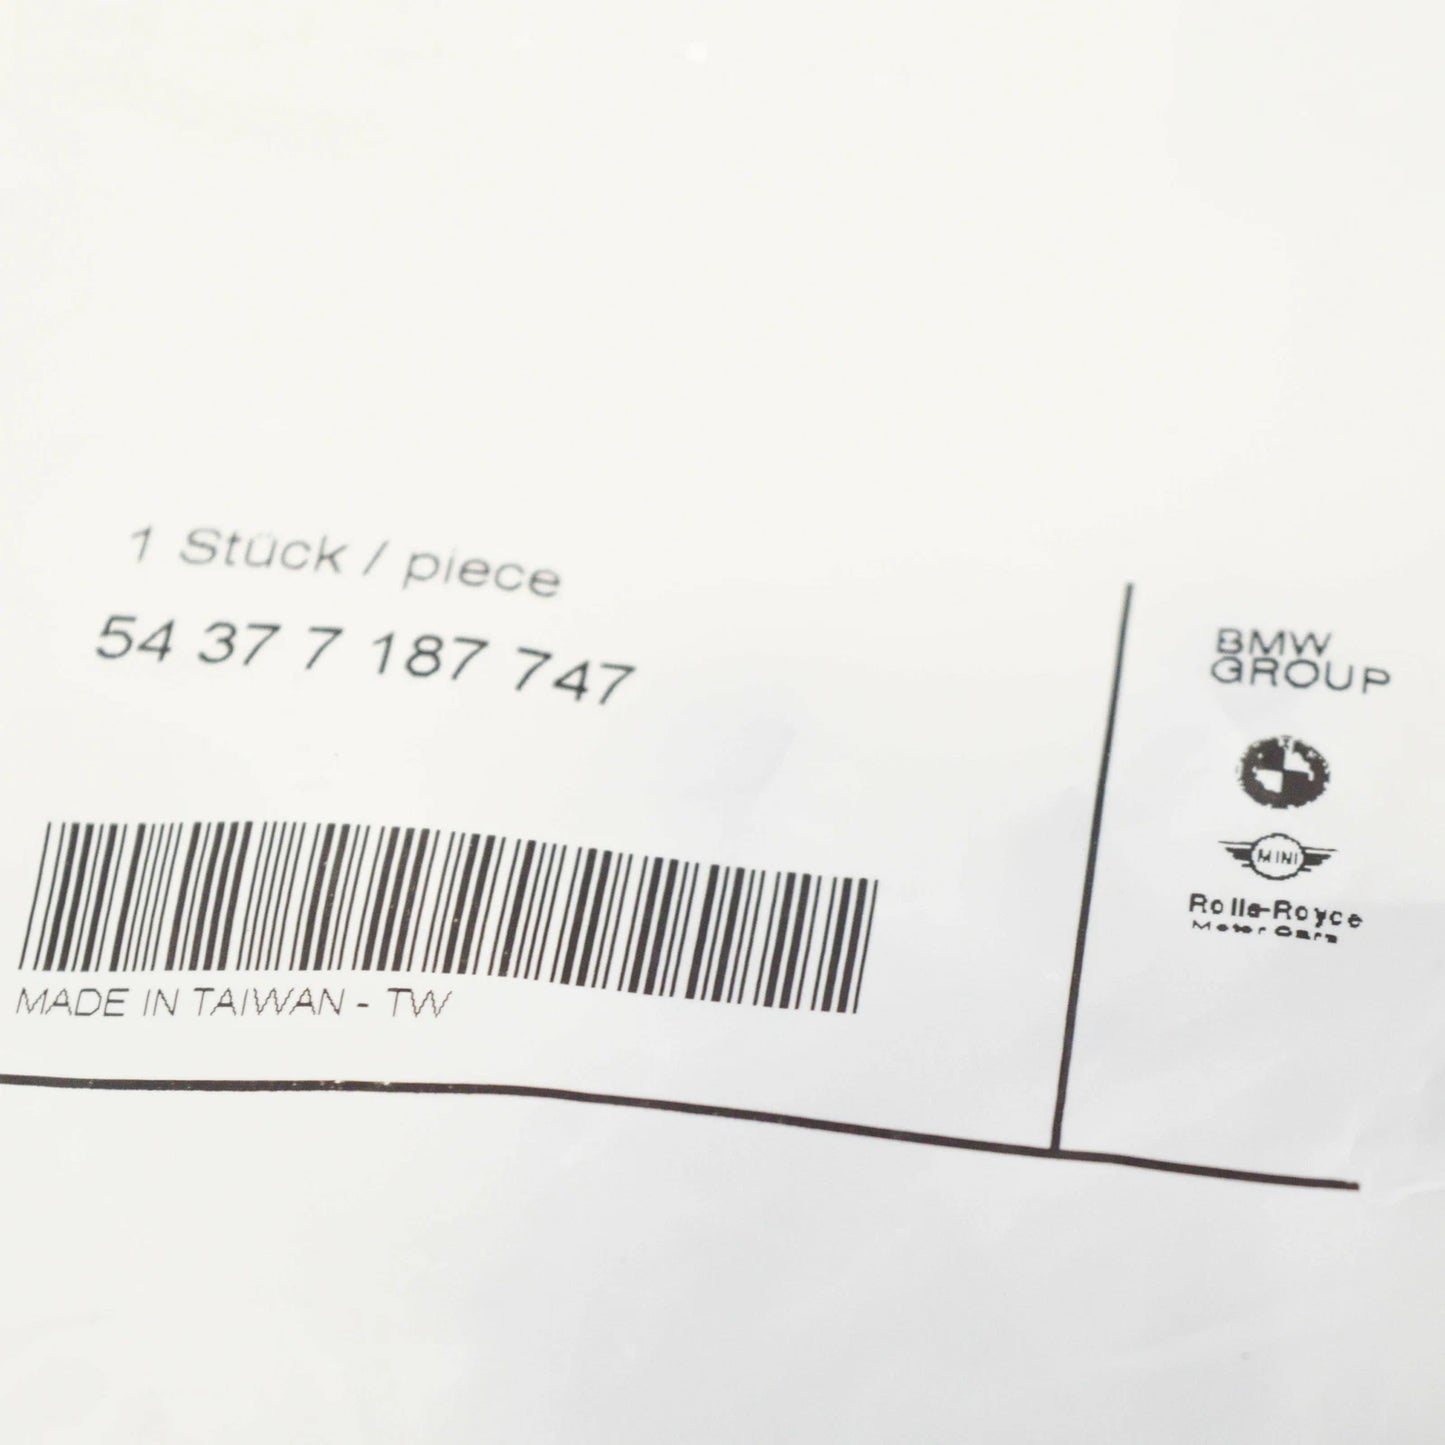 1 Stück / piece
54 37 7 187 747
MADE IN TAIWAN - TW
BMW
GROUP
MINI
Rolls-Royce
Motor Cars